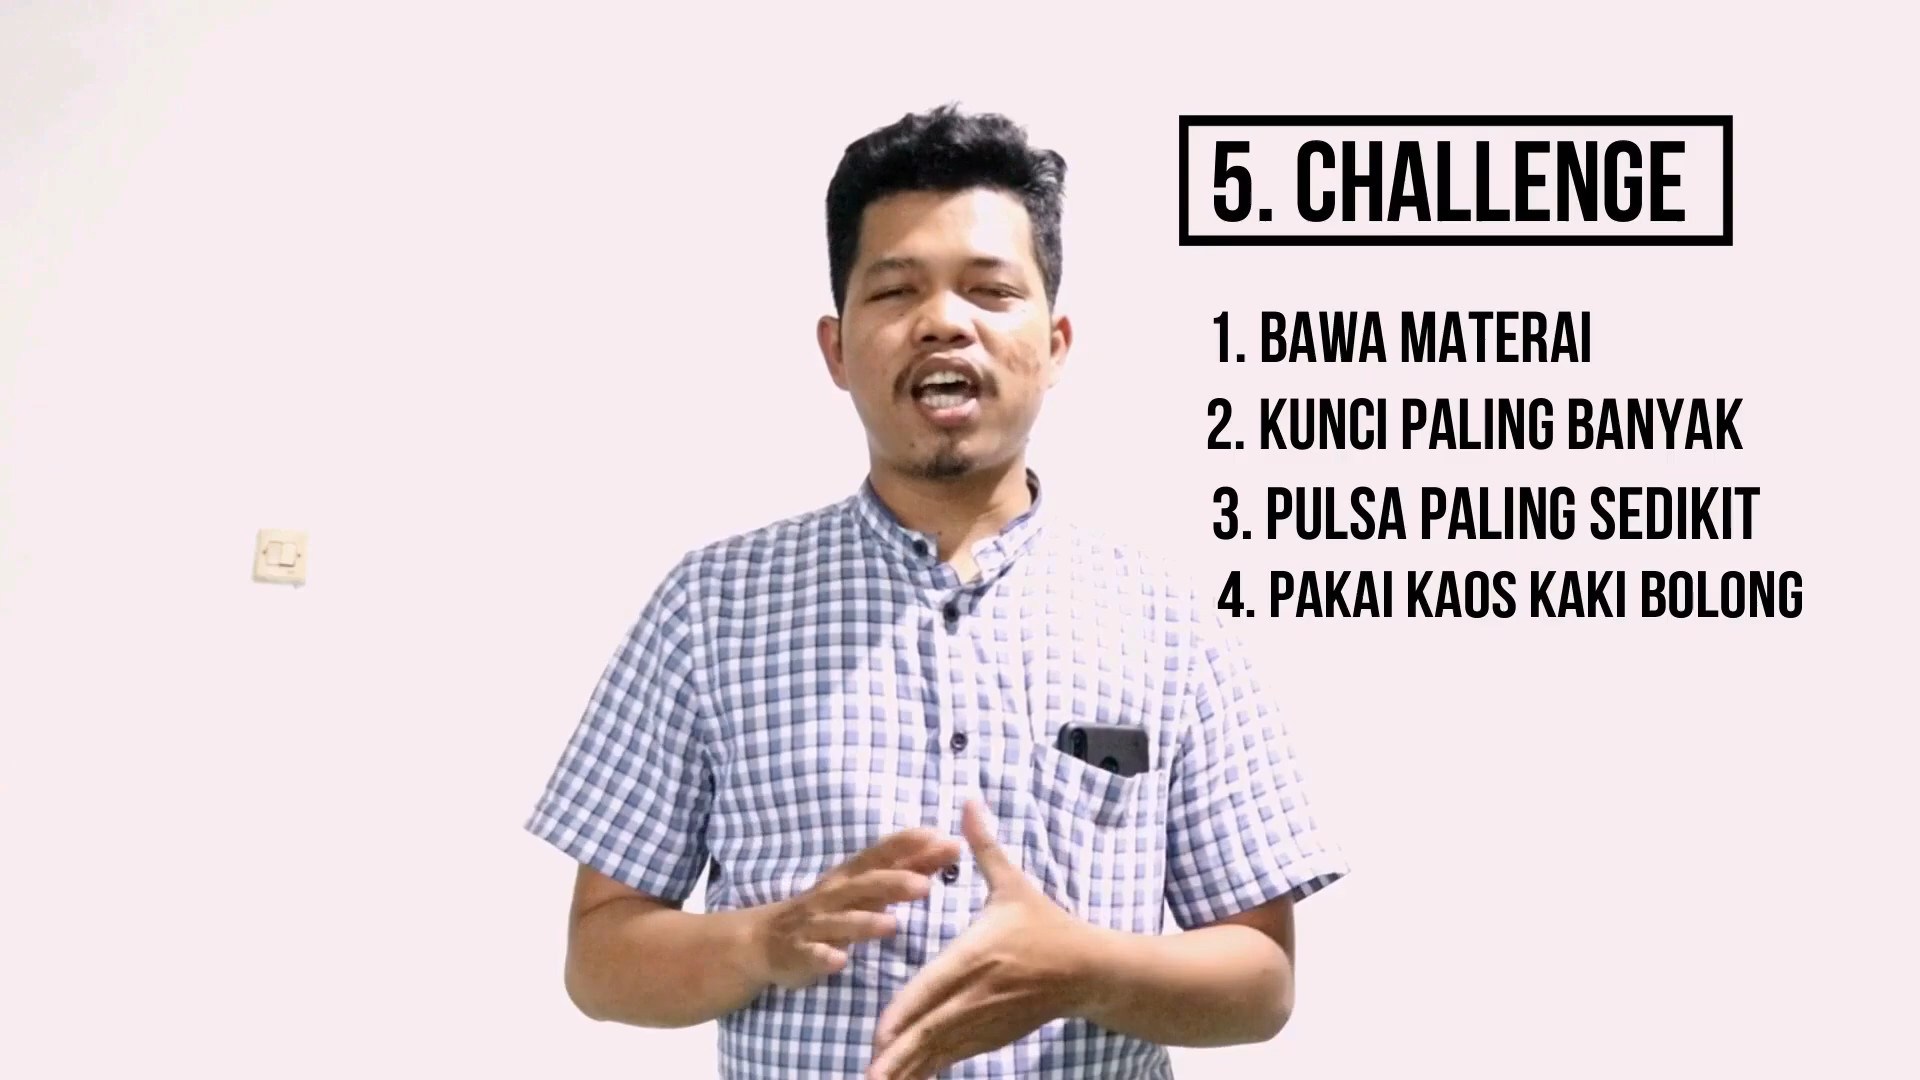 5. CHALLENGE
1. BAWA MATERAI
2. KUNCI PALING BANYAK
3. PULSA PALING SEDIKIT
4. PAKAI KAOS KAKI BOLONG